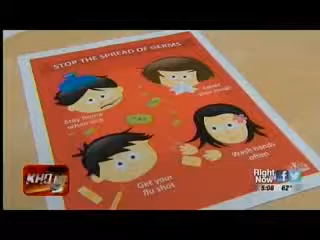 STOP THE SPREAD OF GERMS
Stay home
when sick
Cover
your cough
Get your
flu shot
Wash hands
often
KHQ
Right
Now
5:08 62°